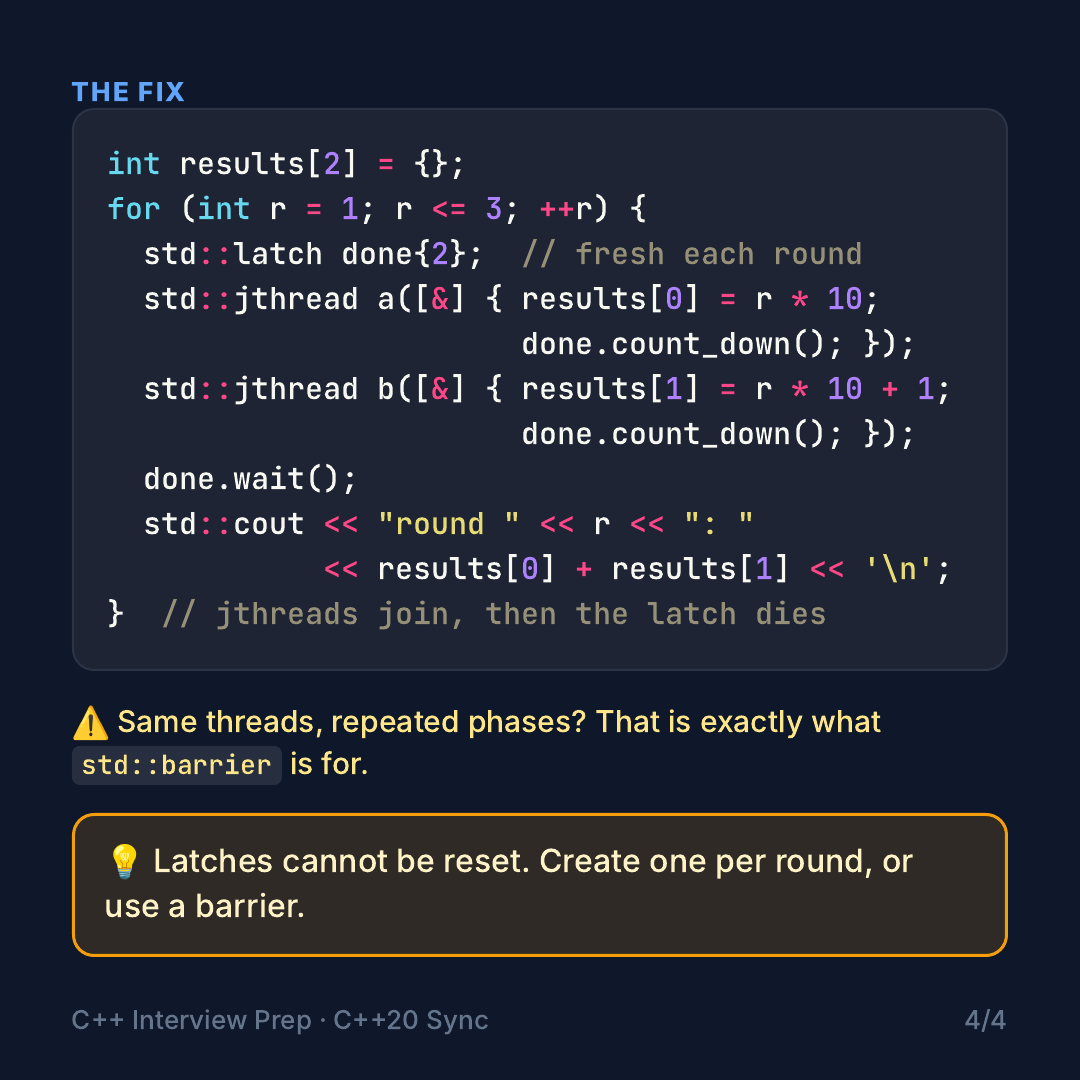 THE FIX
int results[2] = {};
for (int r = 1; r <= 3; ++r) {
  std::latch done{2};  // fresh each round
  std::jthread a([&] { results[0] = r * 10;
                       done.count_down(); });
  std::jthread b([&] { results[1] = r * 10 + 1;
                       done.count_down(); });
  done.wait();
  std::cout << "round " << r << ": "
            << results[0] + results[1] << '\n';
}  // jthreads join, then the latch dies
⚠️ Same threads, repeated phases? That is exactly what
std::barrier is for.
💡 Latches cannot be reset. Create one per round, or
use a barrier.
C++ Interview Prep · C++20 Sync
4/4